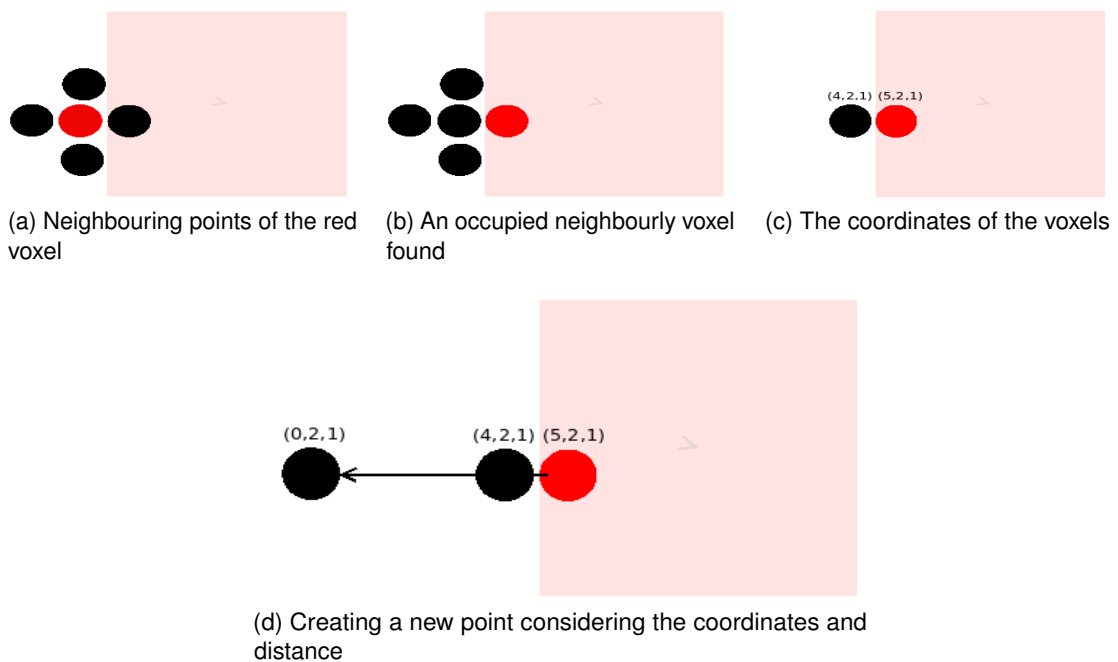 (4,2,1) (5,2,1)
(a) Neighbouring points of the red
voxel
(b) An occupied neighbourly voxel
found
(c) The coordinates of the voxels
(0,2,1) (4,2,1) (5,2,1)
(d) Creating a new point considering the coordinates and
distance